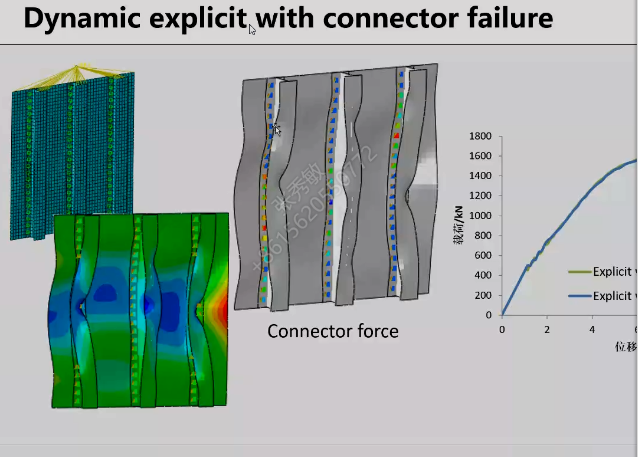 Dynamic explicit with connector failure
Connector force
载荷/kN
1800
1600
1400
1200
1000
800
600
400
200
0
0
2
4
6
Explicit
Explicit
位移
张秀敏